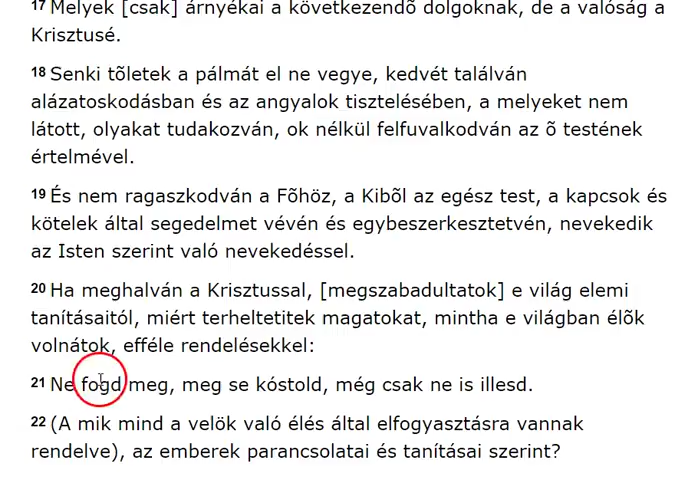 17 Melyek [csak] árnyékai a következendõ dolgoknak, de a valóság a
Krisztusé.
18 Senki tõletek a pálmát el ne vegye, kedvét találván
alázatoskodásban és az angyalok tisztelésében, a melyeket nem
látott, olyakat tudakozván, ok nélkül felfuvalkodván az õ testének
értelmével.
19 És nem ragaszkodván a Fõhöz, a Kibõl az egész test, a kapcsok és
kötelek által segedelmet vévén és egybeszerkesztetvén, nevekedik
az Isten szerint való nevekedéssel.
20 Ha meghalván a Krisztussal, [megszabadultatok] e világ elemi
tanításaitól, miért terheltetitek magatokat, mintha e világban élõk
volnátok, efféle rendelésekkel:
21 Ne fogd meg, meg se kóstold, még csak ne is illesd.
22 (A mik mind a velök való élés által elfogyasztásra vannak
rendelve), az emberek parancsolatai és tanításai szerint?